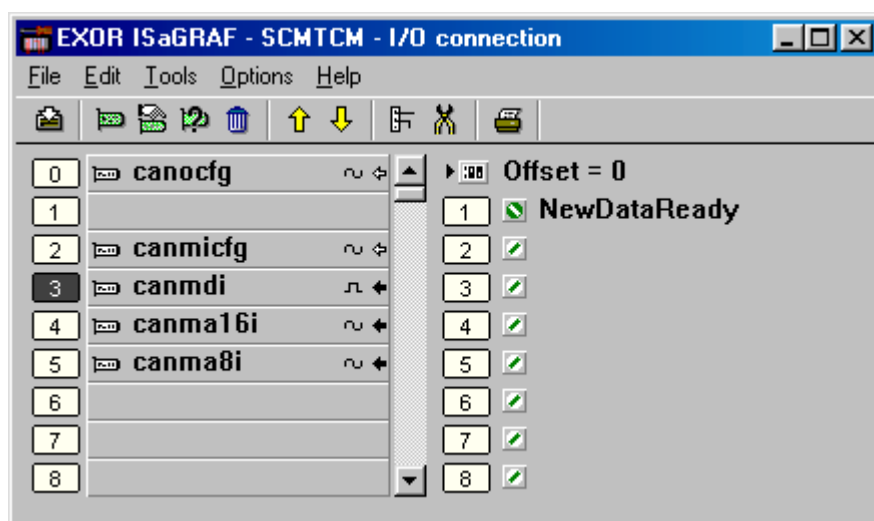 EXOR ISaGRAF - SCMTCM - I/O connection
File Edit Tools Options Help
0 canocfg
1
2 canmicfg
3 canmdi
4 canma16i
5 canma8i
6
7
8
Offset = 0
1 NewDataReady
2
3
4
5
6
7
8